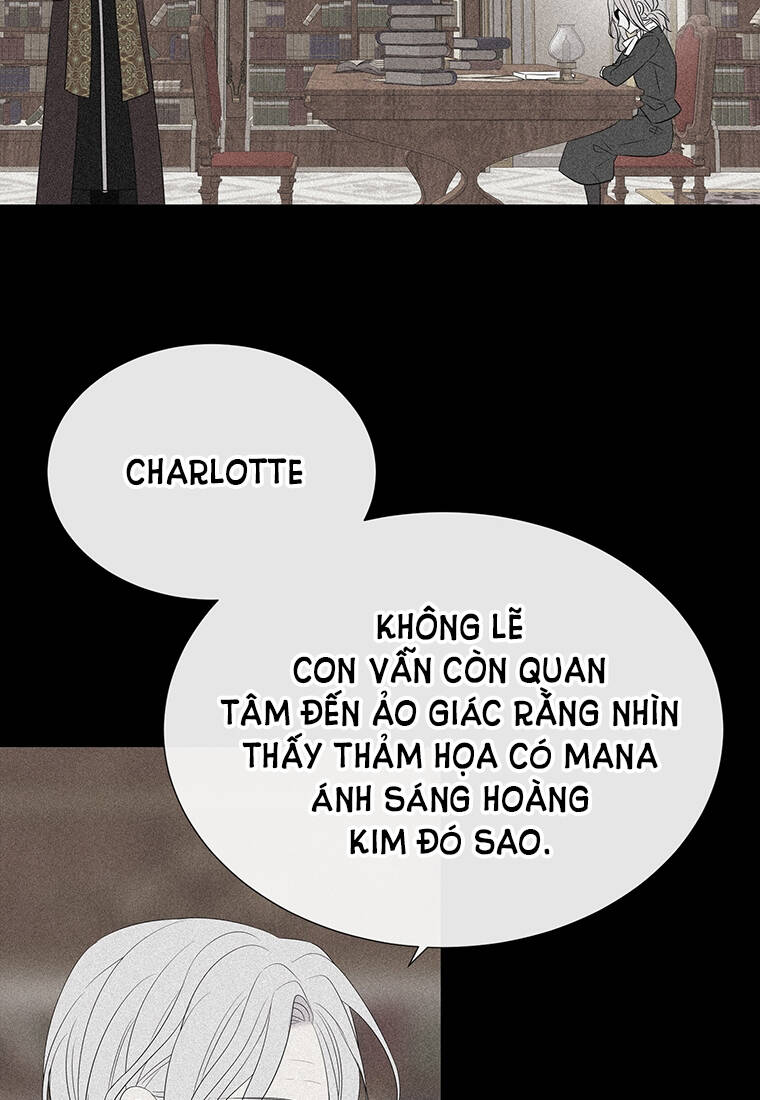 CHARLOTTE
KHÔNG LẼ
CON VẪN CÒN QUAN
TÂM ĐẾN ẢO GIÁC RẰNG NHÌN
THẤY THẢM HỌA CÓ MANA
ÁNH SÁNG HOÀNG
KIM ĐÓ SAO.